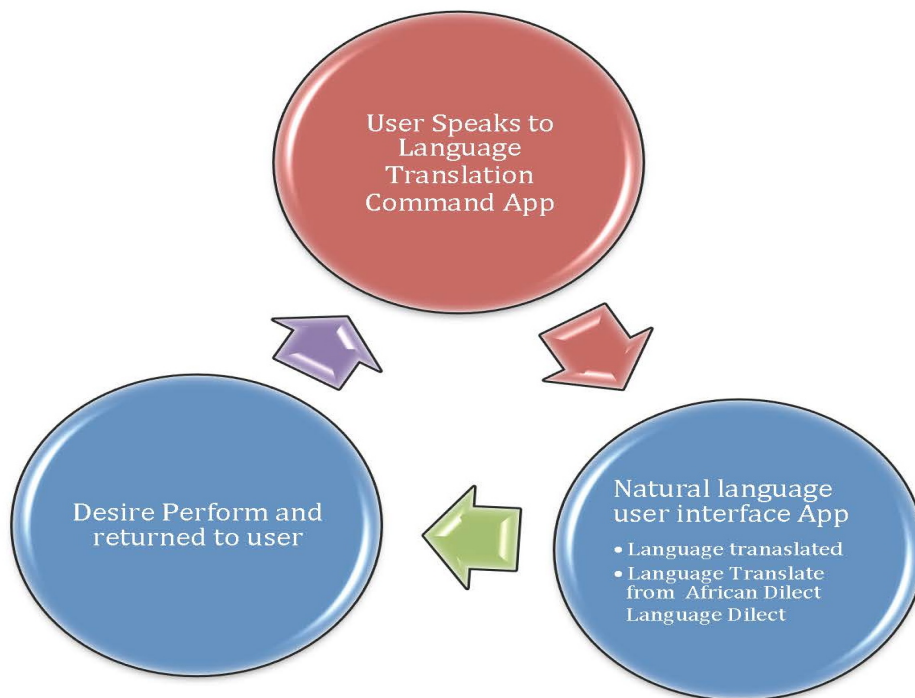 User Speaks to
Language
Translation
Command App
Natural language
user interface App
• Language tranaslated
• Language Translate
from African Dilect
Language Dilect
Desire Perform and
returned to user